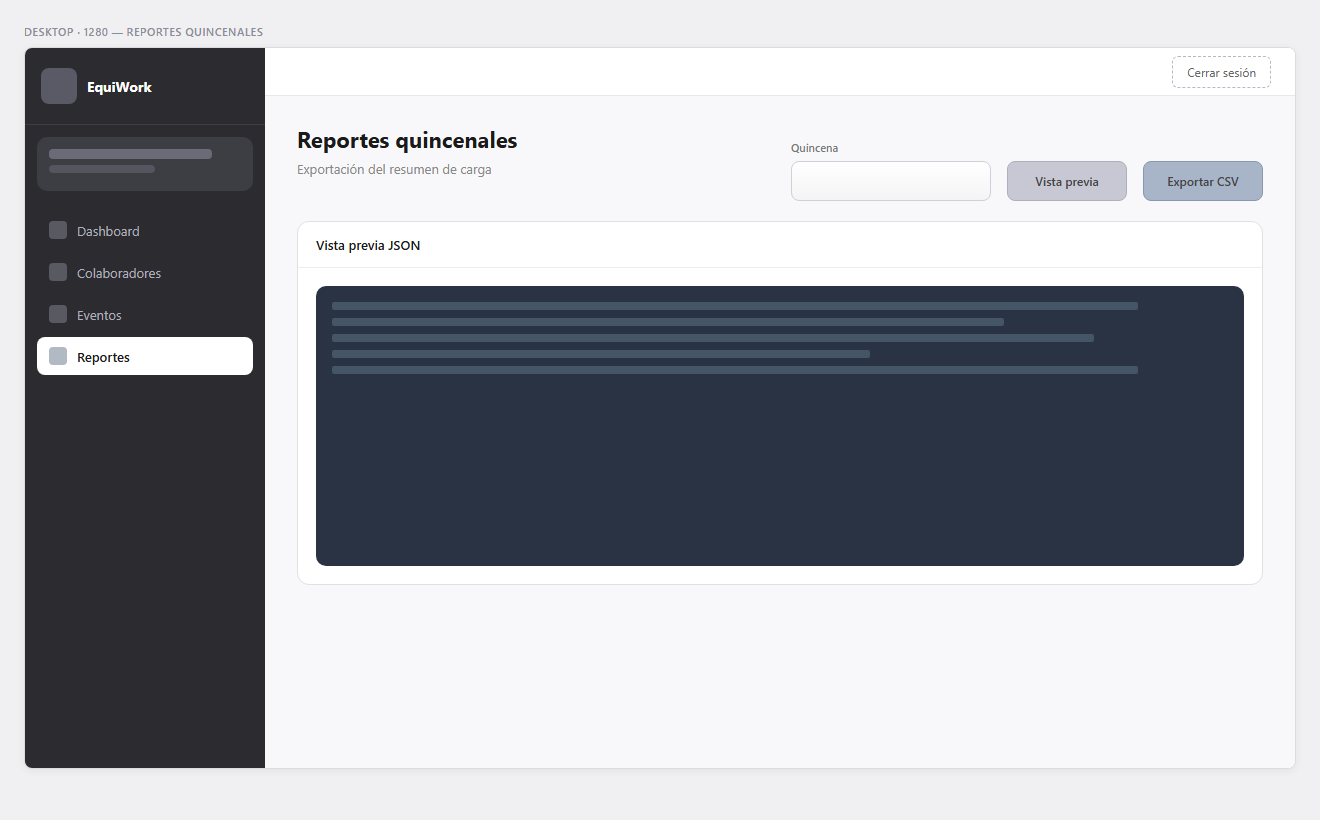 DESKTOP · 1280 — REPORTES QUINCENALES
EquiWork
Dashboard
Colaboradores
Eventos
Reportes
Cerrar sesión
Reportes quincenales
Exportación del resumen de carga
Quincena
Vista previa
Exportar CSV
Vista previa JSON